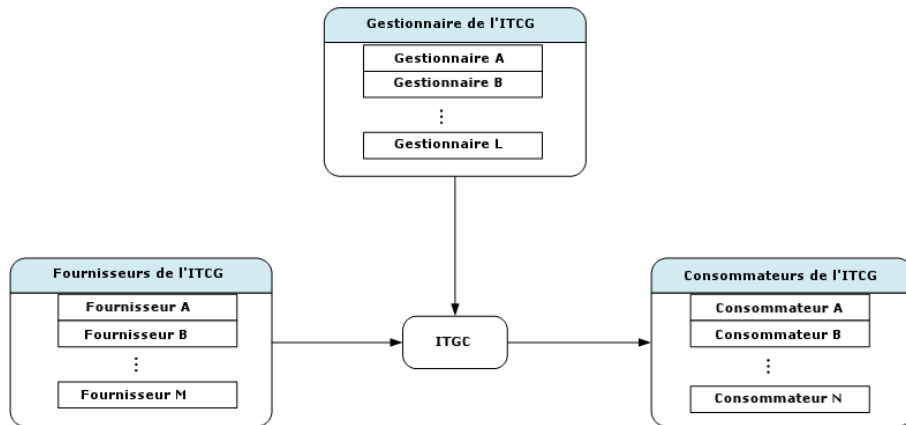 Gestionnaire de l'ITCG
Gestionnaire A
Gestionnaire B
⋮
Gestionnaire L
Fournisseurs de l'ITCG
Fournisseur A
Fournisseur B
⋮
Fournisseur M
ITGC
Consommateurs de l'ITCG
Consommateur A
Consommateur B
⋮
Consommateur N